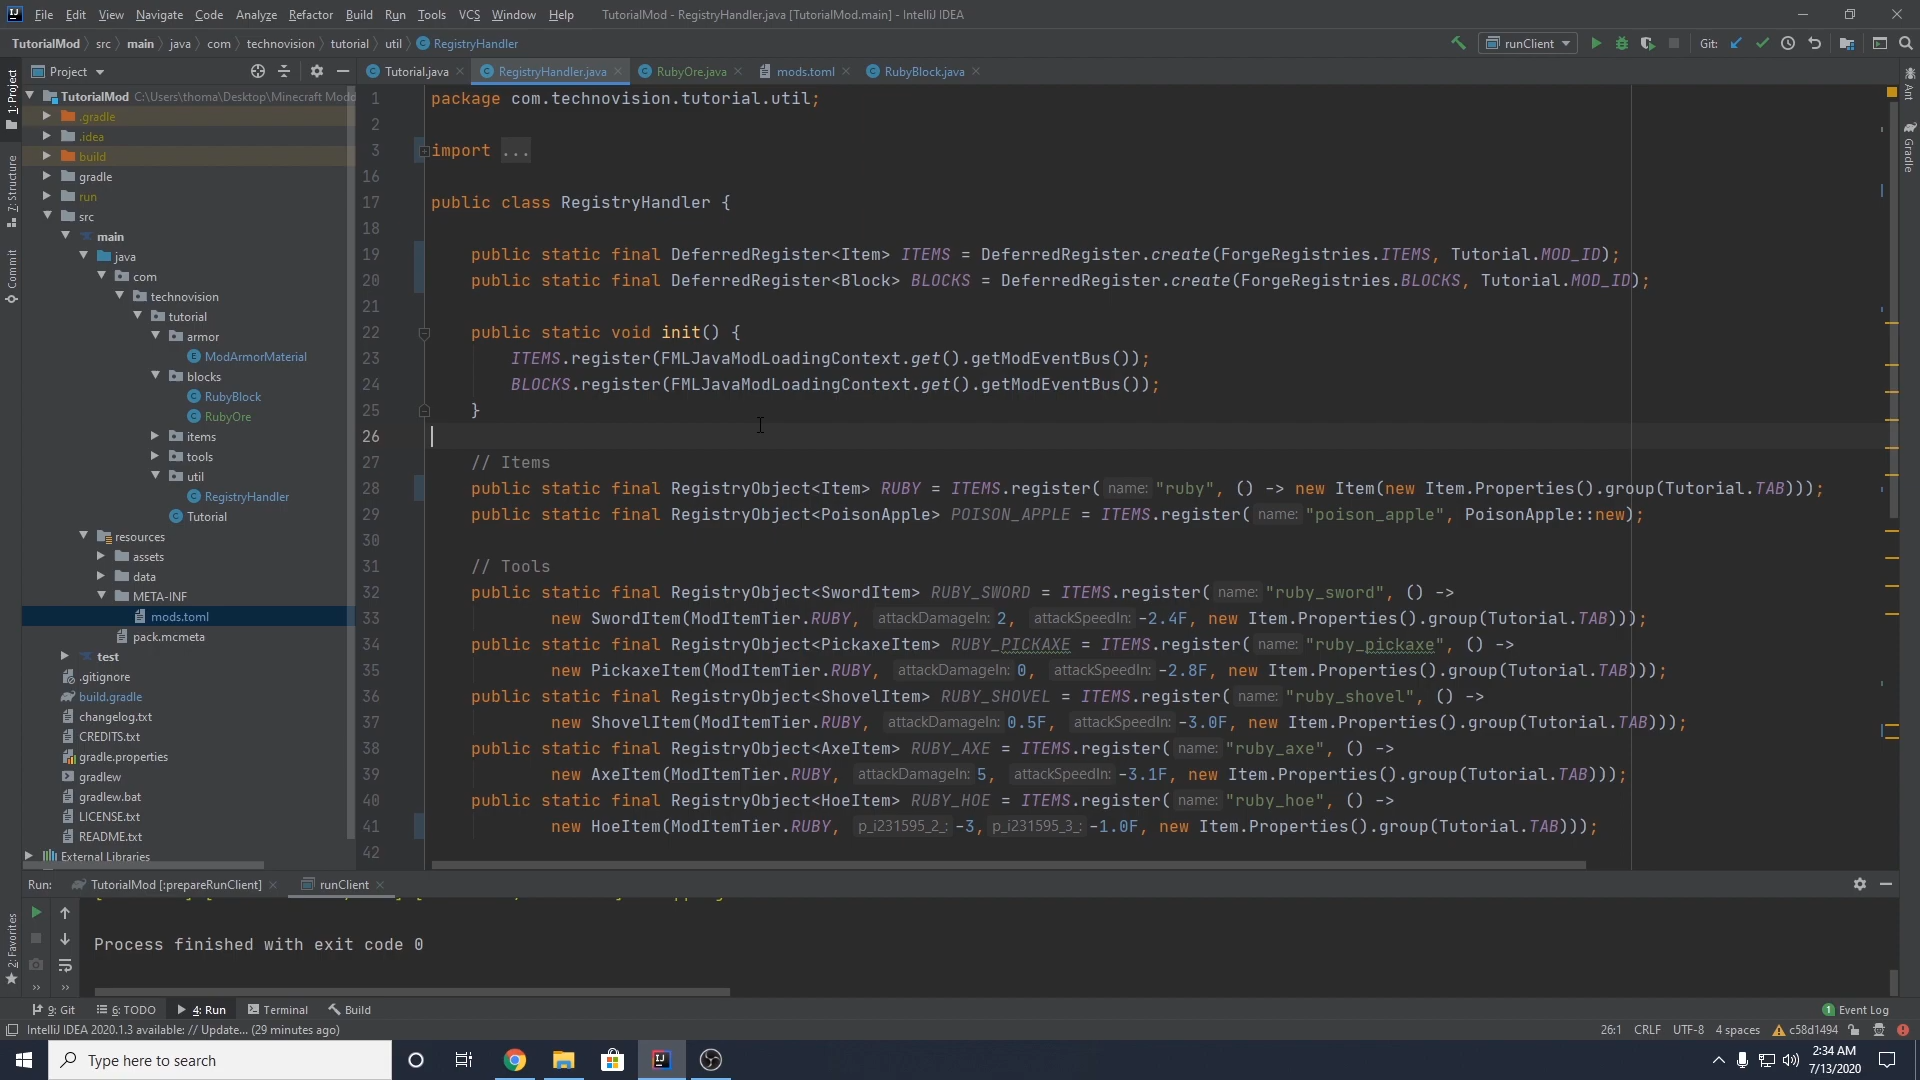 File Edit View Navigate Code Analyze Refactor Build Run Tools VCS Window Help TutorialMod - RegistryHandler.java [TutorialMod.main] - IntelliJ IDEA
TutorialMod src main java com technovision tutorial util RegistryHandler runClient Git:
1: Project
7: Structure
Commit
2: Favorites
Ant
Gradle
Project
TutorialMod C:\Users\thoma\Desktop\Minecraft Modd
.gradle
.idea
build
gradle
run
src
main
java
com
technovision
tutorial
armor
ModArmorMaterial
blocks
RubyBlock
RubyOre
items
tools
util
RegistryHandler
Tutorial
resources
assets
data
META-INF
mods.toml
pack.mcmeta
test
.gitignore
build.gradle
changelog.txt
CREDITS.txt
gradle.properties
gradlew
gradlew.bat
LICENSE.txt
README.txt
External Libraries
Tutorial.java RegistryHandler.java RubyOre.java mods.toml RubyBlock.java
1 package com.technovision.tutorial.util;
2
3 import ...
16
17 public class RegistryHandler {
18
19 public static final DeferredRegister<Item> ITEMS = DeferredRegister.create(ForgeRegistries.ITEMS, Tutorial.MOD_ID);
20 public static final DeferredRegister<Block> BLOCKS = DeferredRegister.create(ForgeRegistries.BLOCKS, Tutorial.MOD_ID);
21
22 public static void init() {
23 ITEMS.register(FMLJavaModLoadingContext.get().getModEventBus());
24 BLOCKS.register(FMLJavaModLoadingContext.get().getModEventBus());
25 }
26
27 // Items
28 public static final RegistryObject<Item> RUBY = ITEMS.register( name: "ruby", () -> new Item(new Item.Properties().group(Tutorial.TAB)));
29 public static final RegistryObject<PoisonApple> POISON_APPLE = ITEMS.register( name: "poison_apple", PoisonApple::new);
30
31 // Tools
32 public static final RegistryObject<SwordItem> RUBY_SWORD = ITEMS.register( name: "ruby_sword", () ->
33 new SwordItem(ModItemTier.RUBY, attackDamageIn: 2, attackSpeedIn: -2.4F, new Item.Properties().group(Tutorial.TAB)));
34 public static final RegistryObject<PickaxeItem> RUBY_PICKAXE = ITEMS.register( name: "ruby_pickaxe", () ->
35 new PickaxeItem(ModItemTier.RUBY, attackDamageIn: 0, attackSpeedIn: -2.8F, new Item.Properties().group(Tutorial.TAB)));
36 public static final RegistryObject<ShovelItem> RUBY_SHOVEL = ITEMS.register( name: "ruby_shovel", () ->
37 new ShovelItem(ModItemTier.RUBY, attackDamageIn: 0.5F, attackSpeedIn: -3.0F, new Item.Properties().group(Tutorial.TAB)));
38 public static final RegistryObject<AxeItem> RUBY_AXE = ITEMS.register( name: "ruby_axe", () ->
39 new AxeItem(ModItemTier.RUBY, attackDamageIn: 5, attackSpeedIn: -3.1F, new Item.Properties().group(Tutorial.TAB)));
40 public static final RegistryObject<HoeItem> RUBY_HOE = ITEMS.register( name: "ruby_hoe", () ->
41 new HoeItem(ModItemTier.RUBY, p_i231595_2_: -3, p_i231595_3_: -1.0F, new Item.Properties().group(Tutorial.TAB)));
42
Run: TutorialMod [:prepareRunClient] runClient
Process finished with exit code 0
9: Git 6: TODO 4: Run Terminal Build 1 Event Log
IntelliJ IDEA 2020.1.3 available: // Update... (29 minutes ago) 26:1 CRLF UTF-8 4 spaces c58d1494
Type here to search
2:34 AM
7/13/2020